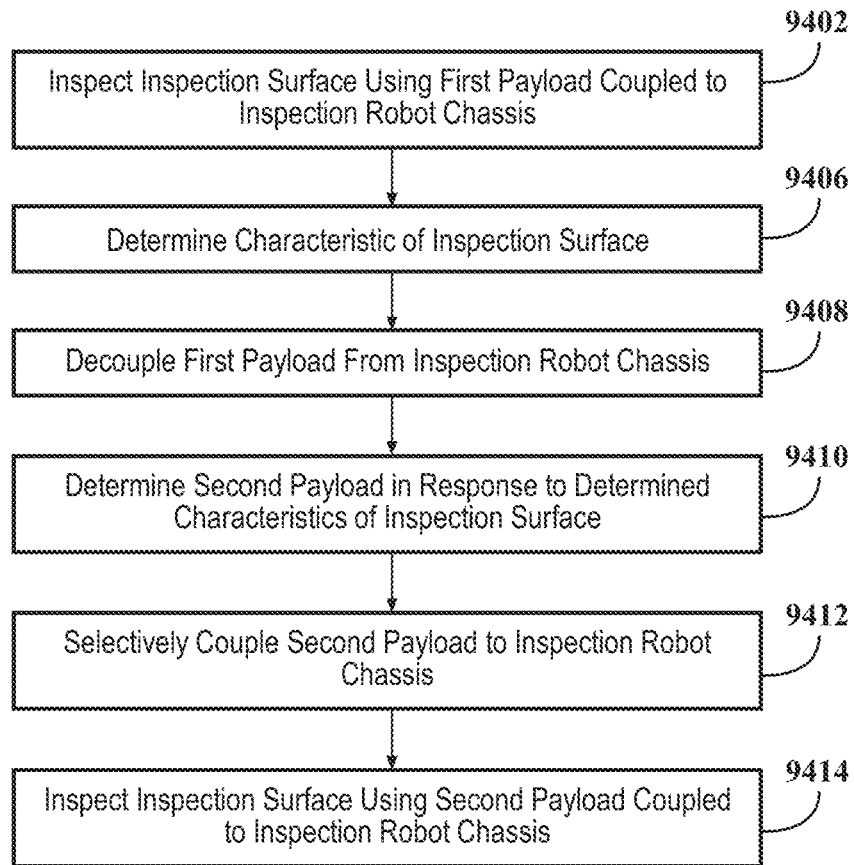 9402
Inspect Inspection Surface Using First Payload Coupled to
Inspection Robot Chassis
9406
Determine Characteristic of Inspection Surface
9408
Decouple First Payload From Inspection Robot Chassis
9410
Determine Second Payload in Response to Determined
Characteristics of Inspection Surface
9412
Selectively Couple Second Payload to Inspection Robot
Chassis
9414
Inspect Inspection Surface Using Second Payload Coupled
to Inspection Robot Chassis